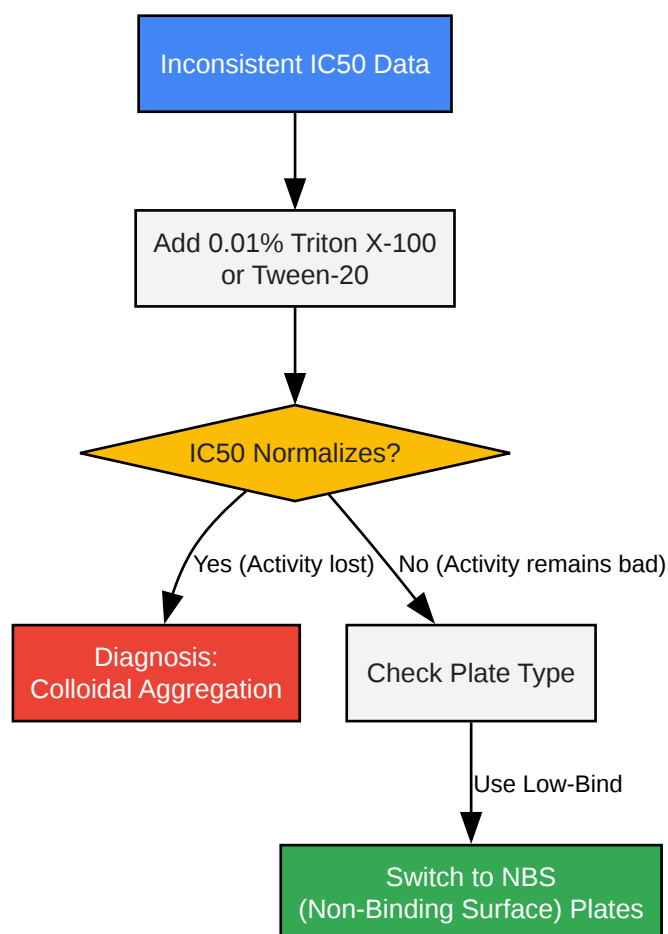 Inconsistent IC50 Data
Add 0.01% Triton X-100
or Tween-20
IC50 Normalizes?
Yes (Activity lost)
No (Activity remains bad)
Diagnosis:
Colloidal Aggregation
Check Plate Type
Use Low-Bind
Switch to NBS
(Non-Binding Surface) Plates